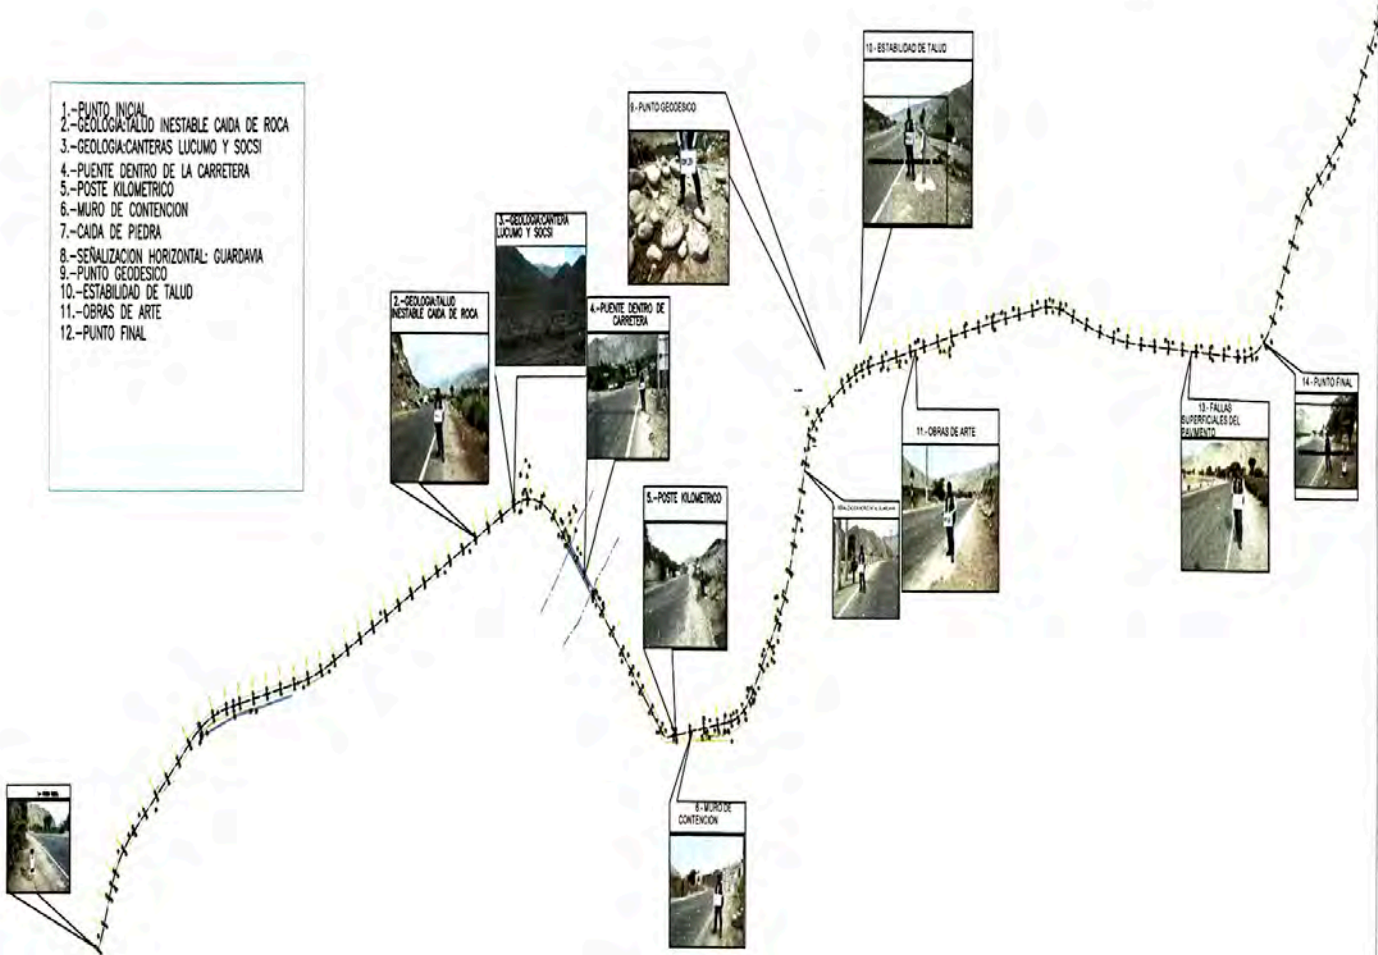 1.-PUNTO INICIAL
2.-GEOLOGIA:TALUD INESTABLE CAIDA DE ROCA
3.-GEOLOGIA:CANTERAS LUCUMO Y SOCSI
4.-PUENTE DENTRO DE LA CARRETERA
5.-POSTE KILOMETRICO
6.-MURO DE CONTENCION
7.-CAIDA DE PIEDRA
8.-SEÑALIZACION HORIZONTAL: GUARDAVIA
9.-PUNTO GEODESICO
10.-ESTABILIDAD DE TALUD
11.-OBRAS DE ARTE
12.-PUNTO FINAL
2.-GEOLOGIA:TALUD
INESTABLE CAIDA DE ROCA
3.-GEOLOGIA:CANTERA
LUCUMO Y SOCSI
4.-PUENTE DENTRO DE
CARRETERA
5.-POSTE KILOMETRICO
6.-MURO DE
CONTENCION
9.-PUNTO GEODESICO
10.-ESTABILIDAD DE TALUD
11.-OBRAS DE ARTE
13.-FALLAS
SUPERFICIALES DEL
PAVIMENTO
14.-PUNTO FINAL